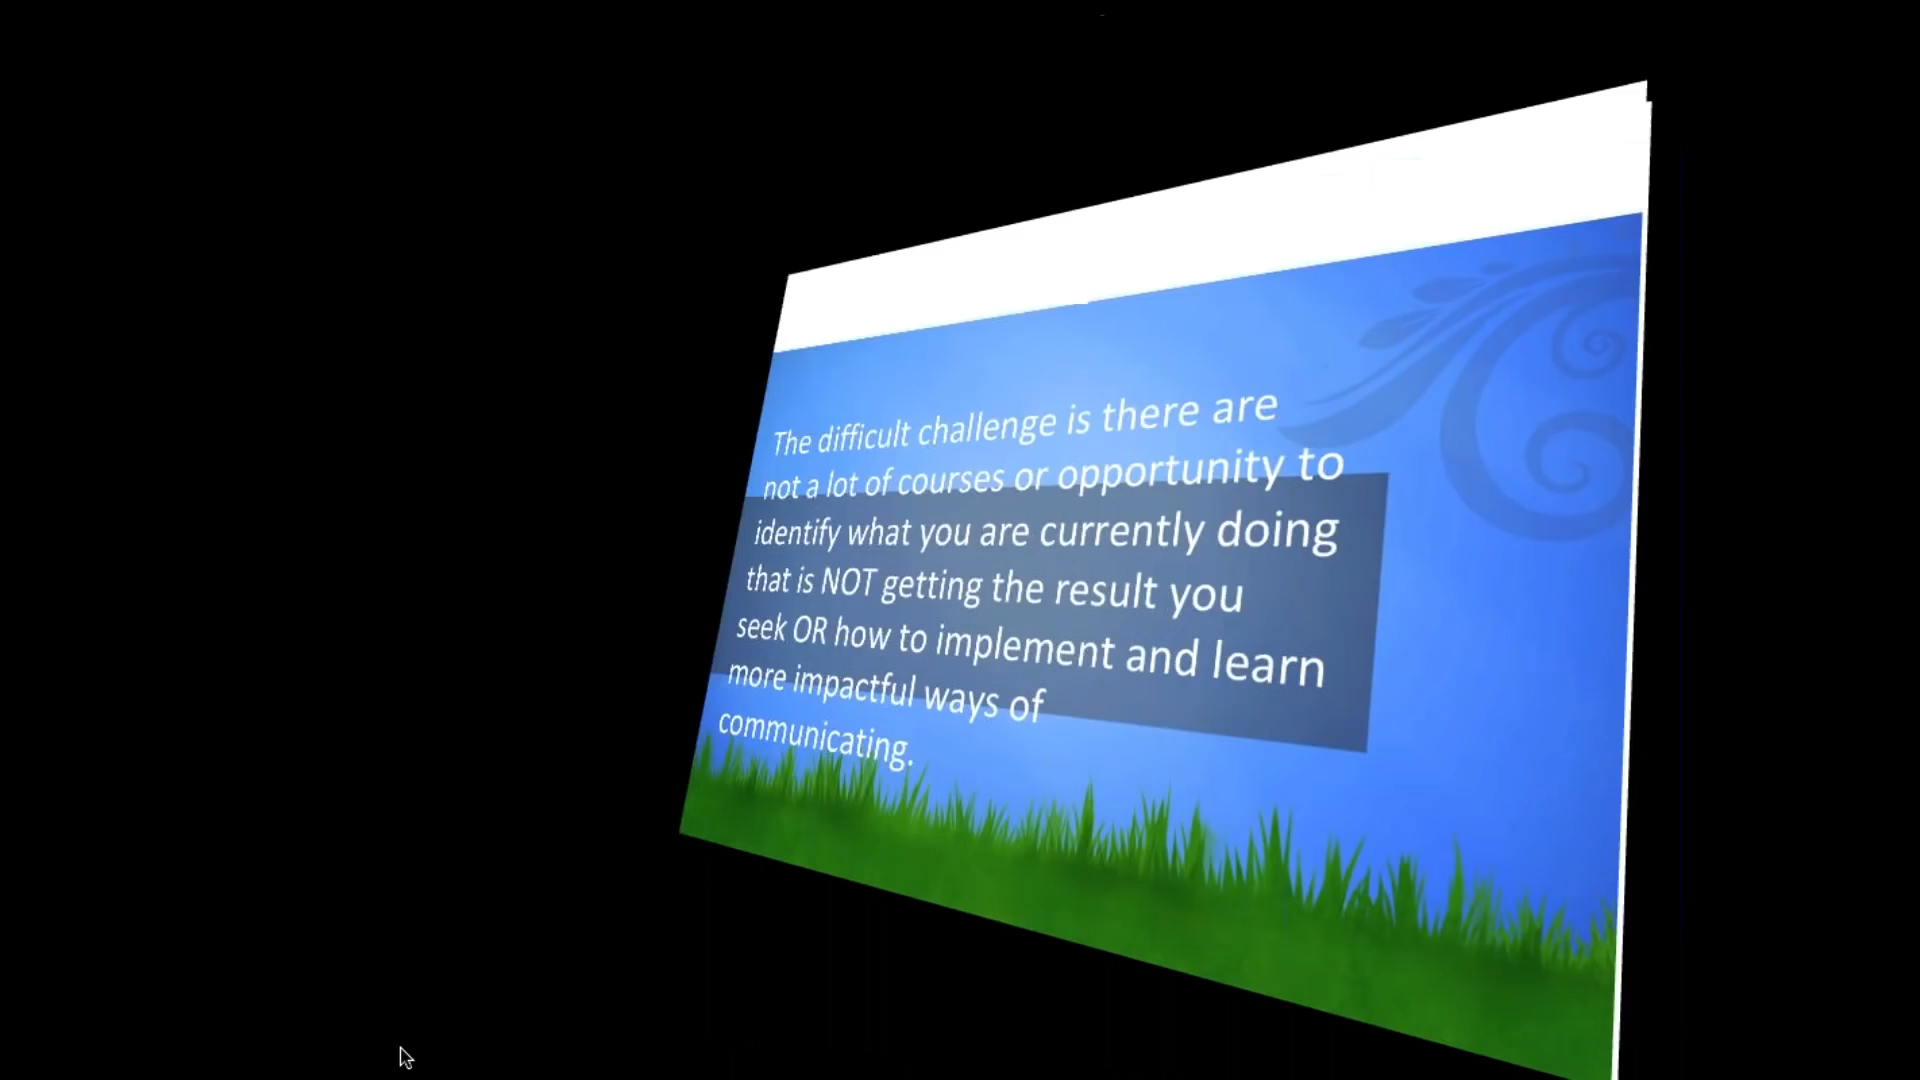 The difficult challenge is there are
not a lot of courses or opportunity to
identify what you are currently doing
that is NOT getting the result you
seek OR how to implement and learn
more impactful ways of
communicating.